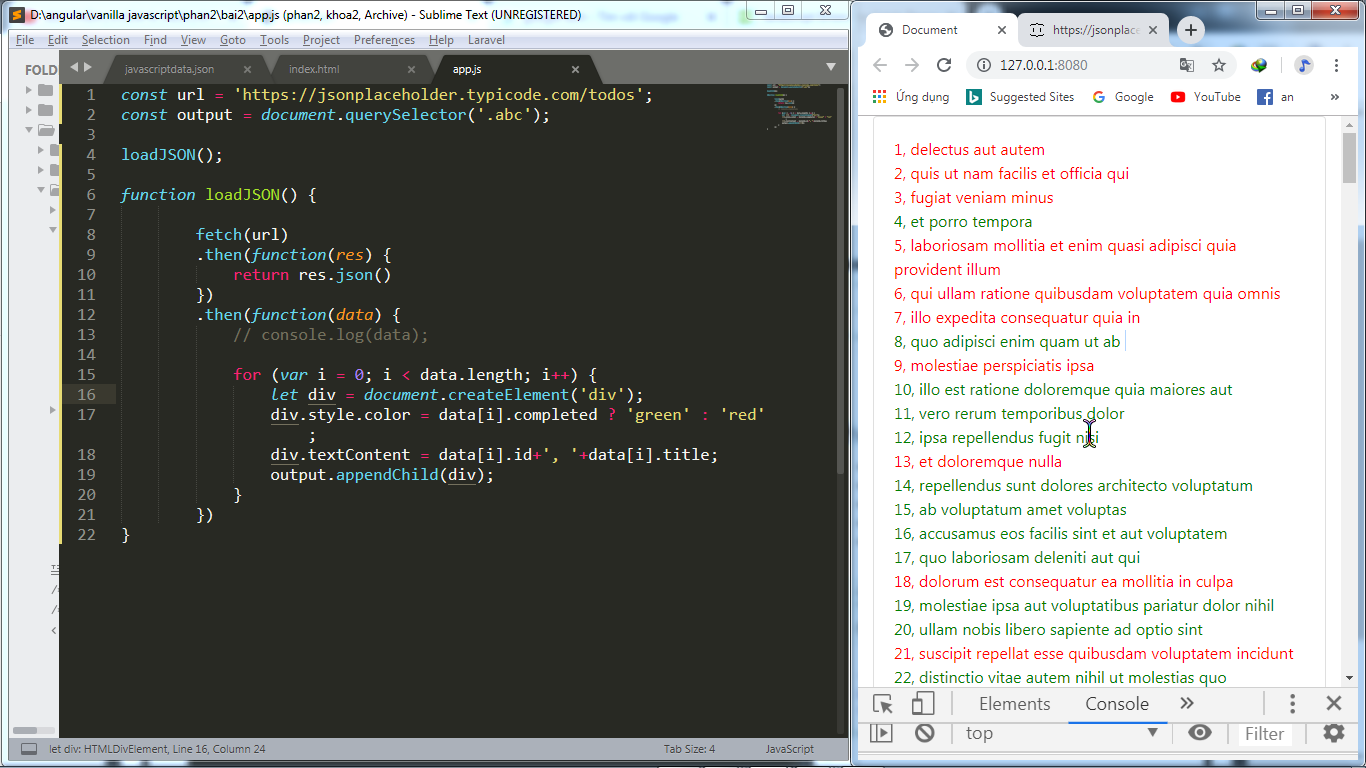 D:\angular\vanilla javascript\phan2\bai2\app.js (phan2, khoa2, Archive) - Sublime Text (UNREGISTERED)
File Edit Selection Find View Goto Tools Project Preferences Help Laravel
FOLD
javascriptdata.json
index.html
app.js
1 const url = 'https://jsonplaceholder.typicode.com/todos';
2 const output = document.querySelector('.abc');
3
4 loadJSON();
5
6 function loadJSON() {
7
8 fetch(url)
9 .then(function(res) {
10 return res.json()
11 })
12 .then(function(data) {
13 // console.log(data);
14
15 for (var i = 0; i < data.length; i++) {
16 let div = document.createElement('div');
17 div.style.color = data[i].completed ? 'green' : 'red'
;
18 div.textContent = data[i].id+', '+data[i].title;
19 output.appendChild(div);
20 }
21 })
22 }
let div: HTMLDivElement, Line 16, Column 24
Tab Size: 4
JavaScript
Document
https://jsonplace
127.0.0.1:8080
Ứng dụng
Suggested Sites
Google
YouTube
an
»
1, delectus aut autem
2, quis ut nam facilis et officia qui
3, fugiat veniam minus
4, et porro tempora
5, laboriosam mollitia et enim quasi adipisci quia
provident illum
6, qui ullam ratione quibusdam voluptatem quia omnis
7, illo expedita consequatur quia in
8, quo adipisci enim quam ut ab
9, molestiae perspiciatis ipsa
10, illo est ratione doloremque quia maiores aut
11, vero rerum temporibus dolor
12, ipsa repellendus fugit nisi
13, et doloremque nulla
14, repellendus sunt dolores architecto voluptatum
15, ab voluptatum amet voluptas
16, accusamus eos facilis sint et aut voluptatem
17, quo laboriosam deleniti aut qui
18, dolorum est consequatur ea mollitia in culpa
19, molestiae ipsa aut voluptatibus pariatur dolor nihil
20, ullam nobis libero sapiente ad optio sint
21, suscipit repellat esse quibusdam voluptatem incidunt
22, distinctio vitae autem nihil ut molestias quo
Elements
Console
»
top
Filter